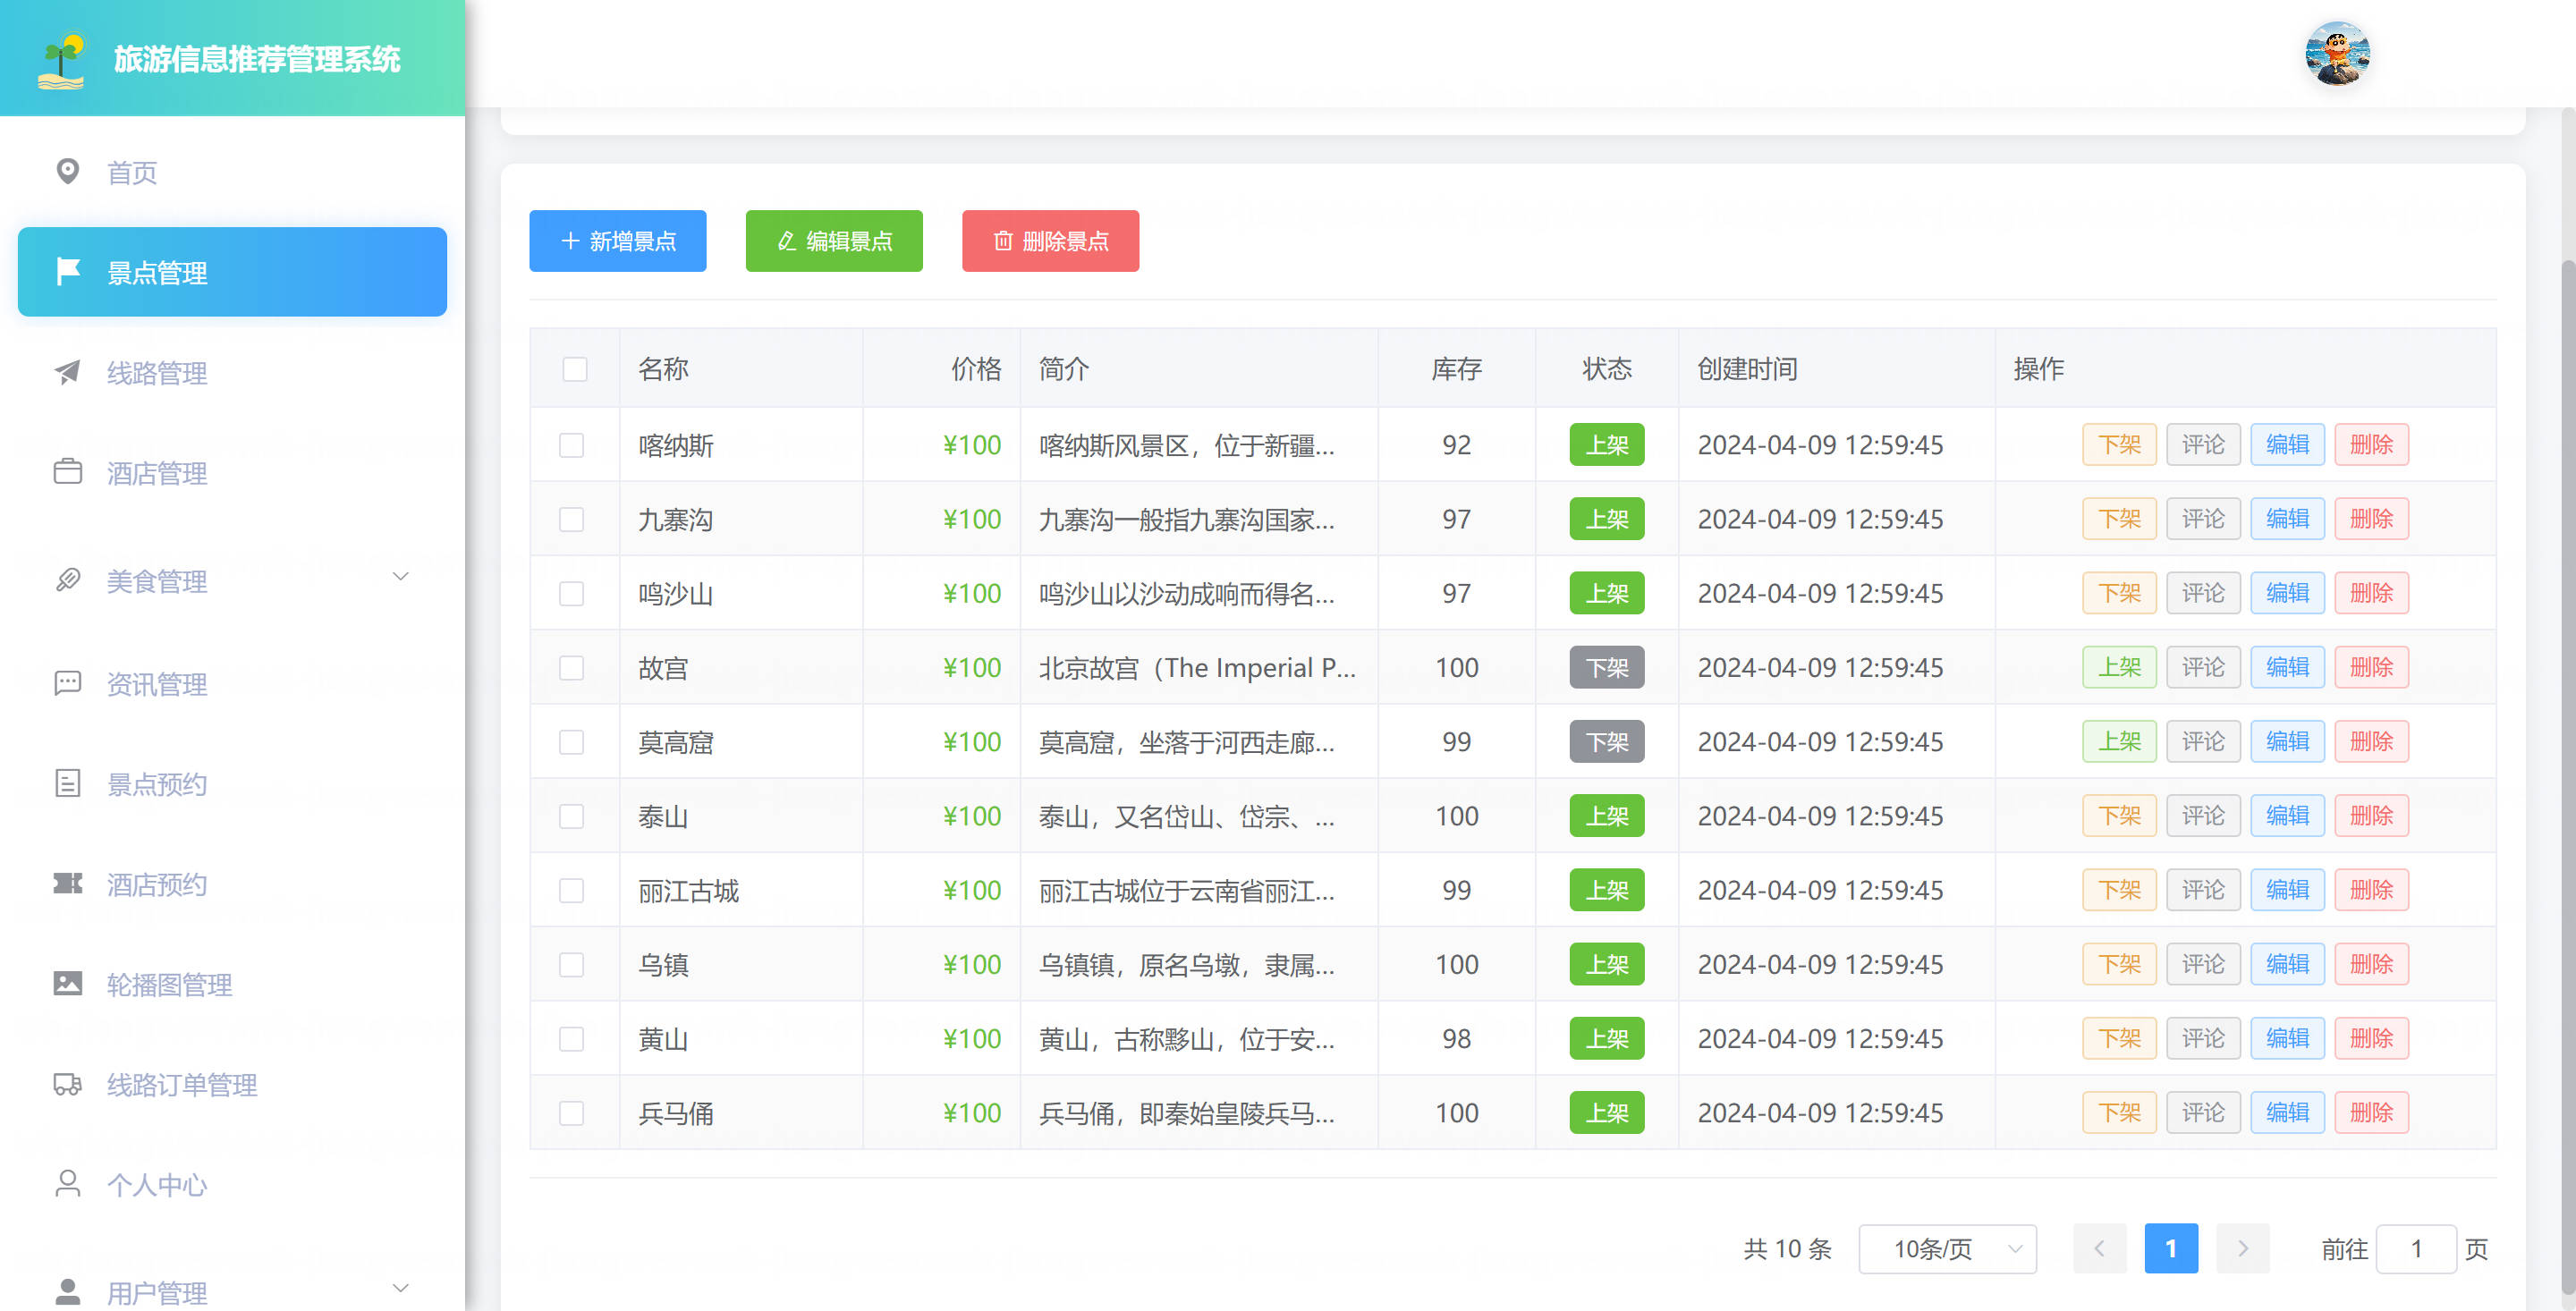 旅游信息推荐管理系统
首页
景点管理
线路管理
酒店管理
美食管理
资讯管理
景点预约
酒店预约
轮播图管理
线路订单管理
个人中心
用户管理
新增景点 编辑景点 删除景点
名称 价格 简介 库存 状态 创建时间 操作
喀纳斯 ¥100 喀纳斯风景区，位于新疆... 92 上架 2024-04-09 12:59:45 下架 评论 编辑 删除
九寨沟 ¥100 九寨沟一般指九寨沟国家... 97 上架 2024-04-09 12:59:45 下架 评论 编辑 删除
鸣沙山 ¥100 鸣沙山以沙动成响而得名... 97 上架 2024-04-09 12:59:45 下架 评论 编辑 删除
故宫 ¥100 北京故宫（The Imperial P... 100 下架 2024-04-09 12:59:45 上架 评论 编辑 删除
莫高窟 ¥100 莫高窟，坐落于河西走廊... 99 下架 2024-04-09 12:59:45 上架 评论 编辑 删除
泰山 ¥100 泰山，又名岱山、岱宗、... 100 上架 2024-04-09 12:59:45 下架 评论 编辑 删除
丽江古城 ¥100 丽江古城位于云南省丽江... 99 上架 2024-04-09 12:59:45 下架 评论 编辑 删除
乌镇 ¥100 乌镇镇，原名乌墩，隶属... 100 上架 2024-04-09 12:59:45 下架 评论 编辑 删除
黄山 ¥100 黄山，古称黟山，位于安... 98 上架 2024-04-09 12:59:45 下架 评论 编辑 删除
兵马俑 ¥100 兵马俑，即秦始皇陵兵马... 100 上架 2024-04-09 12:59:45 下架 评论 编辑 删除
共 10 条 10条/页 1 前往 1 页